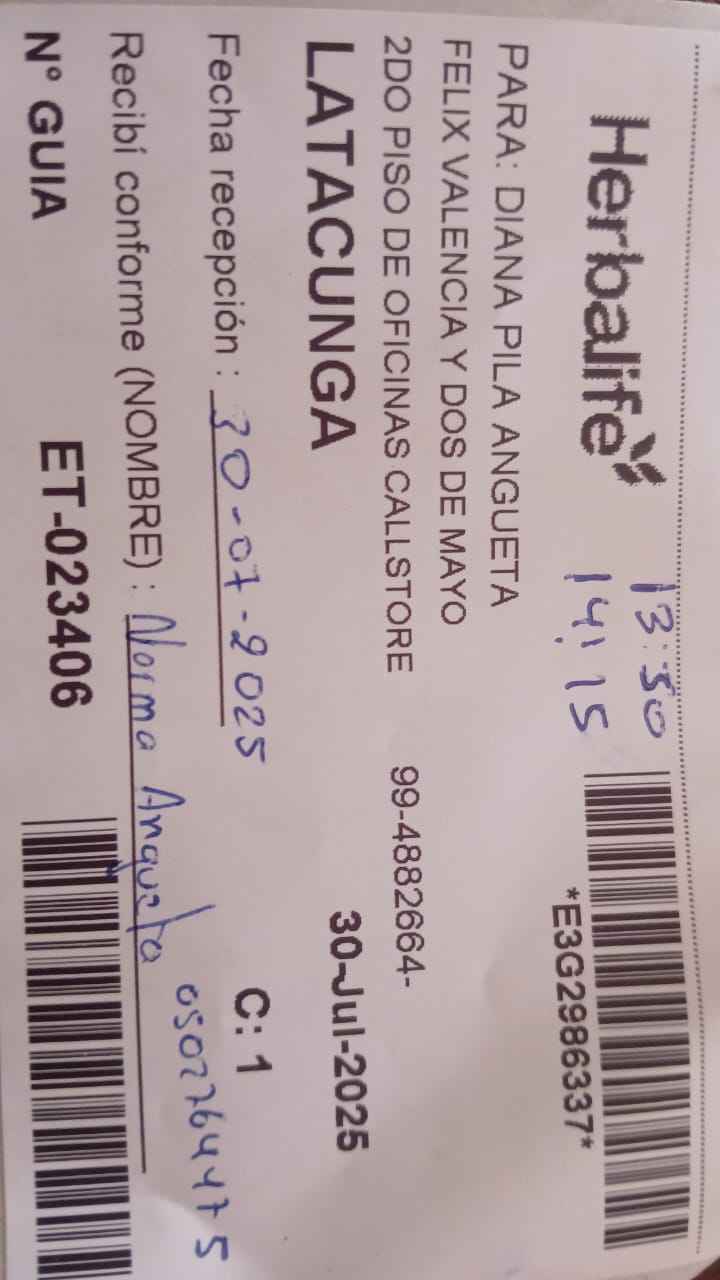 Herbalife
13:50
14:15
*E3G2986337*
PARA: DIANA PILA ANGUETA
FELIX VALENCIA Y DOS DE MAYO
2DO PISO DE OFICINAS CALLSTORE 99-4882664-
LATACUNGA 30-Jul-2025
Fecha recepción : 30-07-2025 C: 1
0502764475
Recibí conforme (NOMBRE) : Norma Angueta
N° GUIA ET-023406